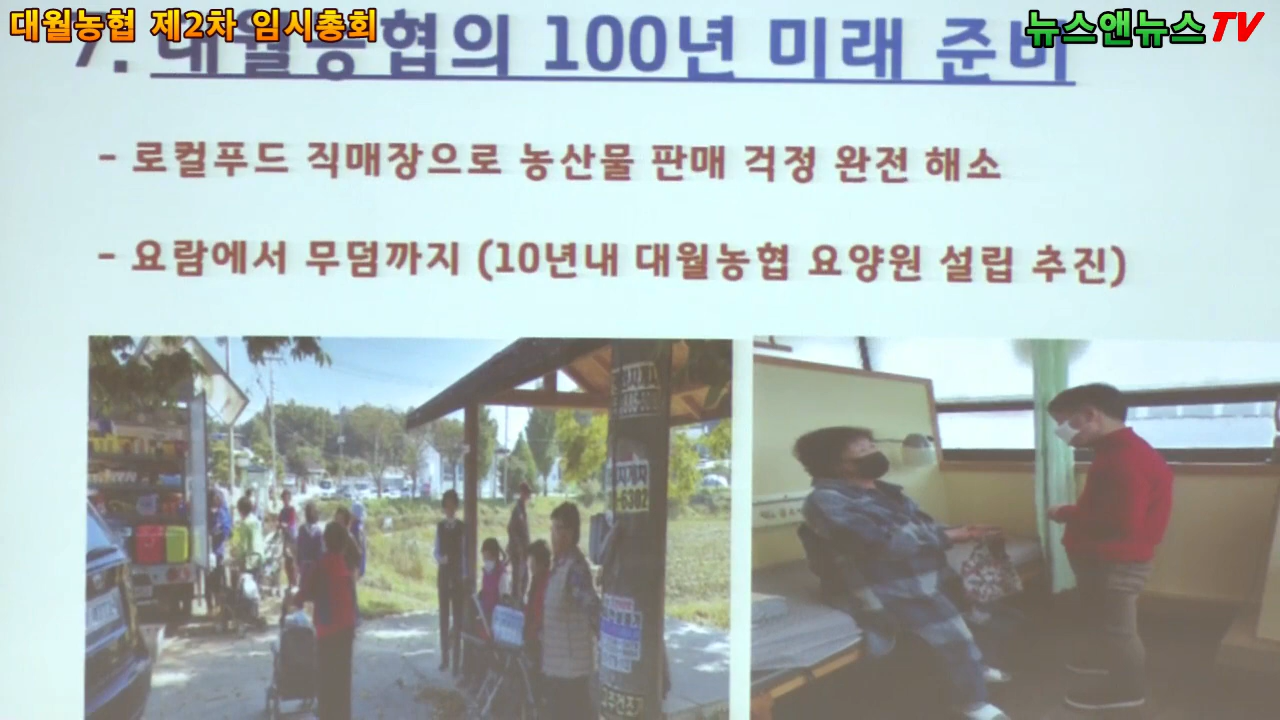 대월농협 제2차 임시총회
뉴스앤뉴스TV
7. 대월농협의 100년 미래 준비
- 로컬푸드 직매장으로 농산물 판매 걱정 완전 해소
- 요람에서 무덤까지 (10년내 대월농협 요양원 설립 추진)